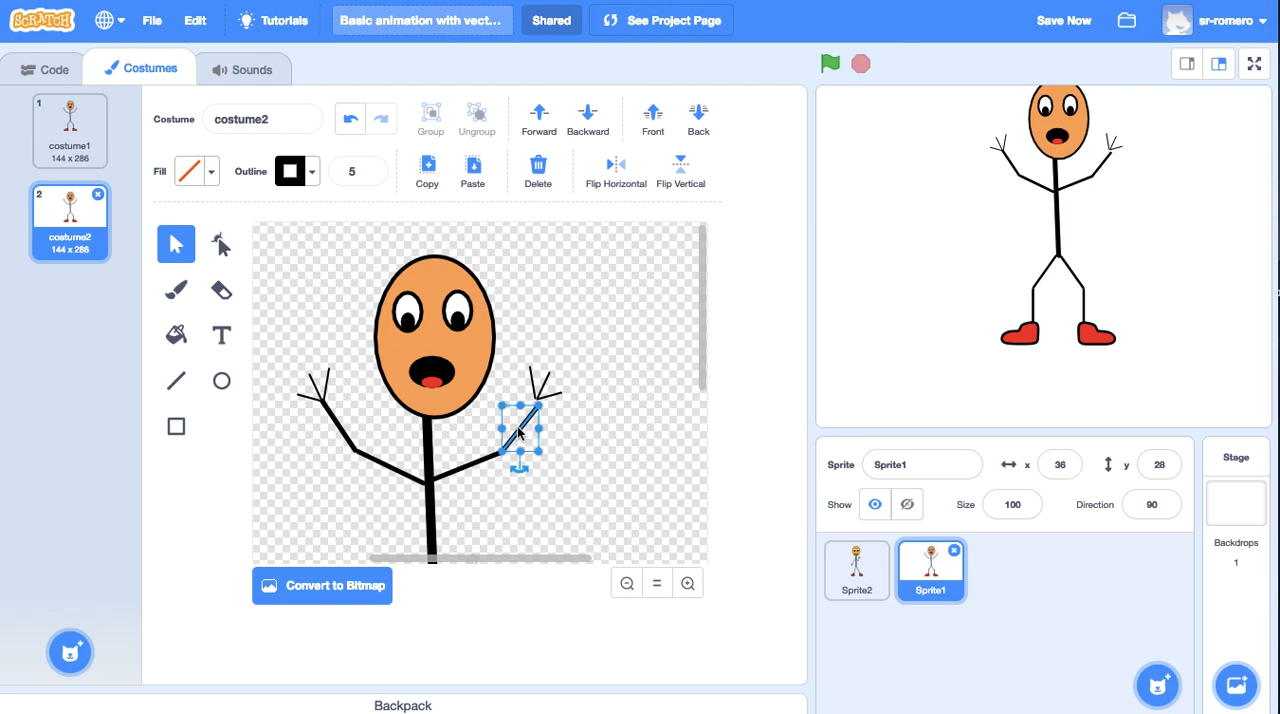 SCRATCH File Edit Tutorials Basic animation with vect... Shared See Project Page Save Now sr-romero
Code Costumes Sounds
1
costume1
144 x 286
2
costume2
144 x 286
Costume costume2 Group Ungroup Forward Backward Front Back
Fill Outline 5 Copy Paste Delete Flip Horizontal Flip Vertical
T
Convert to Bitmap
Backpack
Sprite Sprite1 x 36 y 28
Show Size 100 Direction 90
Sprite2 Sprite1
Stage
Backdrops
1